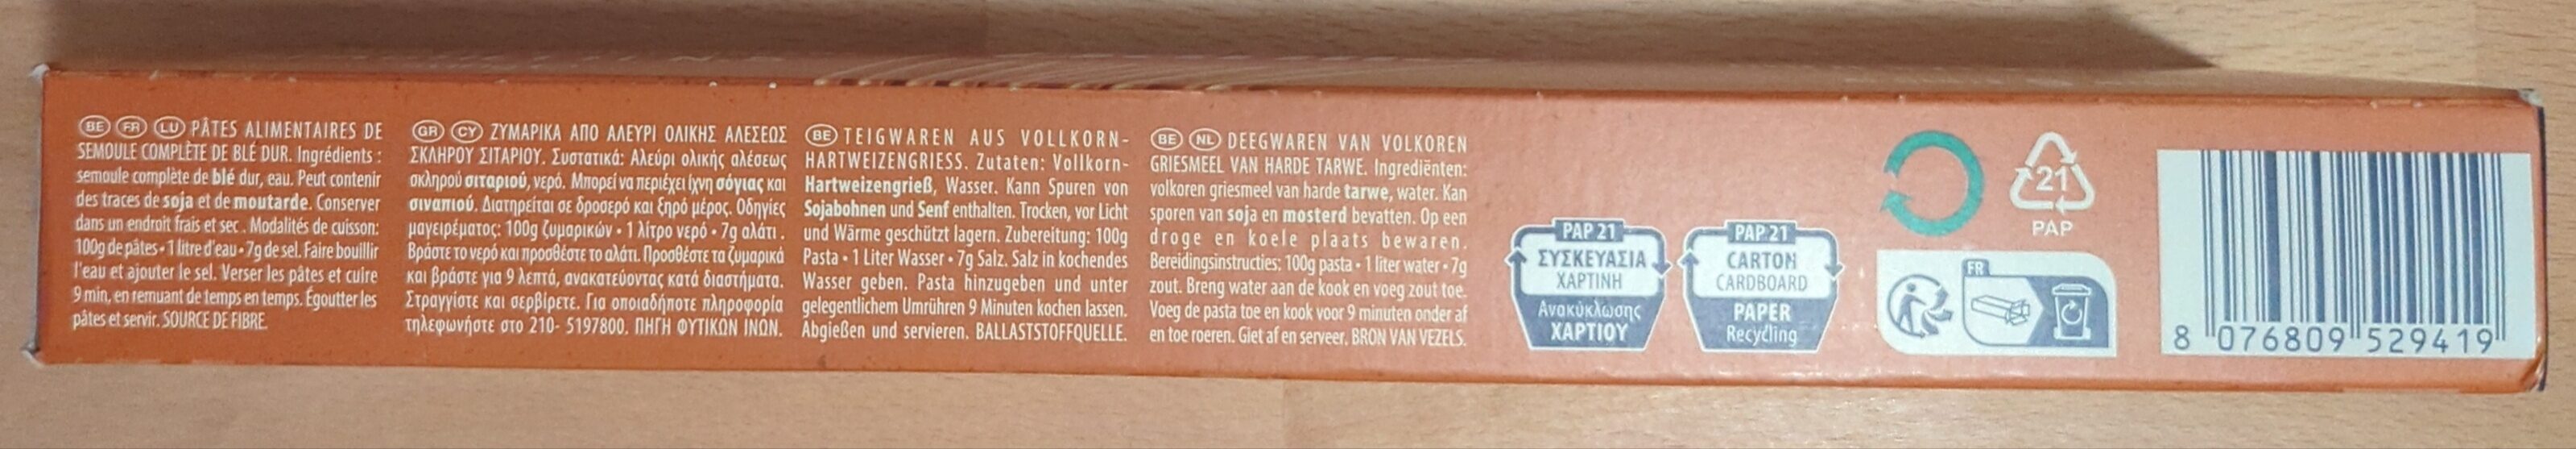 BE FR LU PÂTES ALIMENTAIRES DE
SEMOULE COMPLÈTE DE BLÉ DUR. Ingrédients :
semoule complète de blé dur, eau. Peut contenir
des traces de soja et de moutarde. Conserver
dans un endroit frais et sec . Modalités de cuisson:
100g de pâtes • 1 litre d'eau • 7g de sel. Faire bouillir
l'eau et ajouter le sel. Verser les pâtes et cuire
9 min, en remuant de temps en temps. Égoutter les
pâtes et servir. SOURCE DE FIBRE.
GR CY ΖΥΜΑΡΙΚΑ ΑΠΟ ΑΛΕΥΡΙ ΟΛΙΚΗΣ ΑΛΕΣΕΩΣ
ΣΚΛΗΡΟΥ ΣΙΤΑΡΙΟΥ. Συστατικά: Αλεύρι ολικής αλέσεως
σκληρού σιταριού, νερό. Μπορεί να περιέχει ίχνη σόγιας και
σιναπιού. Διατηρείται σε δροσερό και ξηρό μέρος. Οδηγίες
μαγειρέματος: 100g ζυμαρικών • 1 λίτρο νερό • 7g αλάτι .
Βράστε το νερό και προσθέστε το αλάτι. Προσθέστε τα ζυμαρικά
και βράστε για 9 λεπτά, ανακατεύοντας κατά διαστήματα.
Στραγγίστε και σερβίρετε. Για οποιαδήποτε πληροφορία
τηλεφωνήστε στο 210- 5197800. ΠΗΓΗ ΦΥΤΙΚΩΝ ΙΝΩΝ.
BE TEIGWAREN AUS VOLLKORN-
HARTWEIZENGRIESS. Zutaten: Vollkorn-
Hartweizengrieß, Wasser. Kann Spuren von
Sojabohnen und Senf enthalten. Trocken, vor Licht
und Wärme geschützt lagern. Zubereitung: 100g
Pasta • 1 Liter Wasser • 7g Salz. Salz in kochendes
Wasser geben. Pasta hinzugeben und unter
gelegentlichem Umrühren 9 Minuten kochen lassen.
Abgießen und servieren. BALLASTSTOFFQUELLE.
BE NL DEEGWAREN VAN VOLKOREN
GRIESMEEL VAN HARDE TARWE. Ingrediënten:
volkoren griesmeel van harde tarwe, water. Kan
sporen van soja en mosterd bevatten. Op een
droge en koele plaats bewaren.
Bereidingsinstructies: 100g pasta • 1 liter water • 7g
zout. Breng water aan de kook en voeg zout toe.
Voeg de pasta toe en kook voor 9 minuten onder af
en toe roeren. Giet af en serveer. BRON VAN VEZELS.
PAP 21
ΣΥΣΚΕΥΑΣΙΑ
ΧΑΡΤΙΝΗ
Ανακύκλωσης
ΧΑΡΤΙΟΥ
PAP 21
CARTON
CARDBOARD
PAPER
Recycling
21
PAP
FR
8 076809 529419